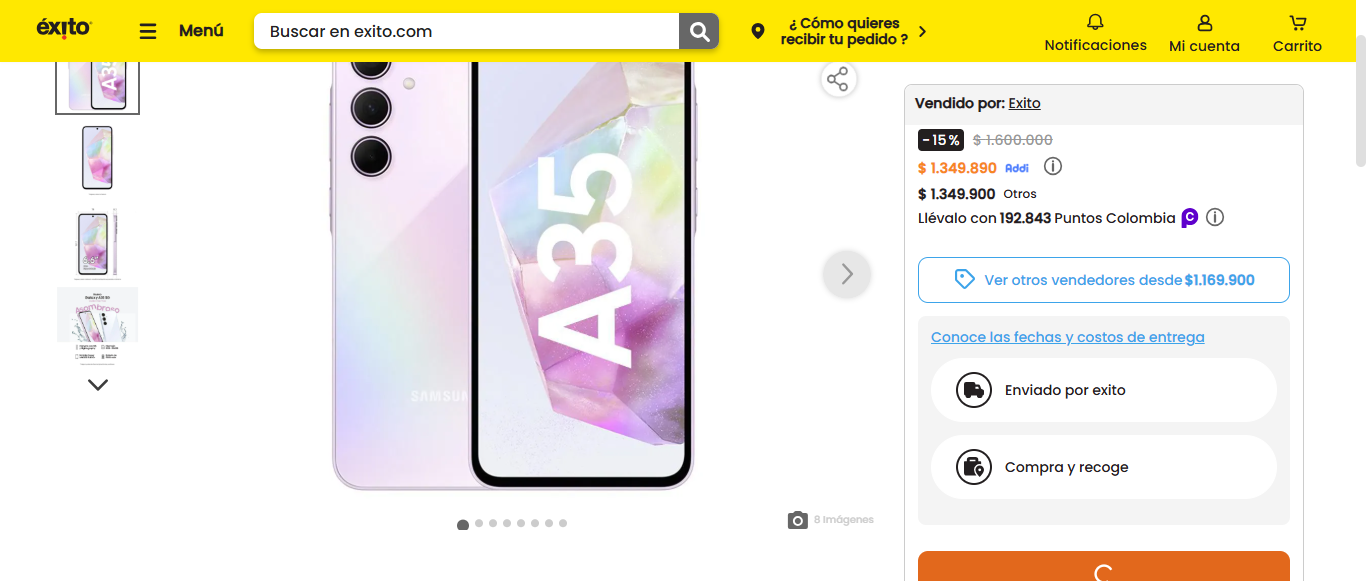 éxito
Menú
Buscar en exito.com
¿ Cómo quieres
recibir tu pedido ?
Notificaciones
Mi cuenta
Carrito
A35
A35
SAMSU
Asombroso
8 Imágenes
Vendido por: Exito
- 15 % $ 1.600.000
$ 1.349.890 Addi
$ 1.349.900 Otros
Llévalo con 192.843 Puntos Colombia
Ver otros vendedores desde $1.169.900
Conoce las fechas y costos de entrega
Enviado por exito
Compra y recoge